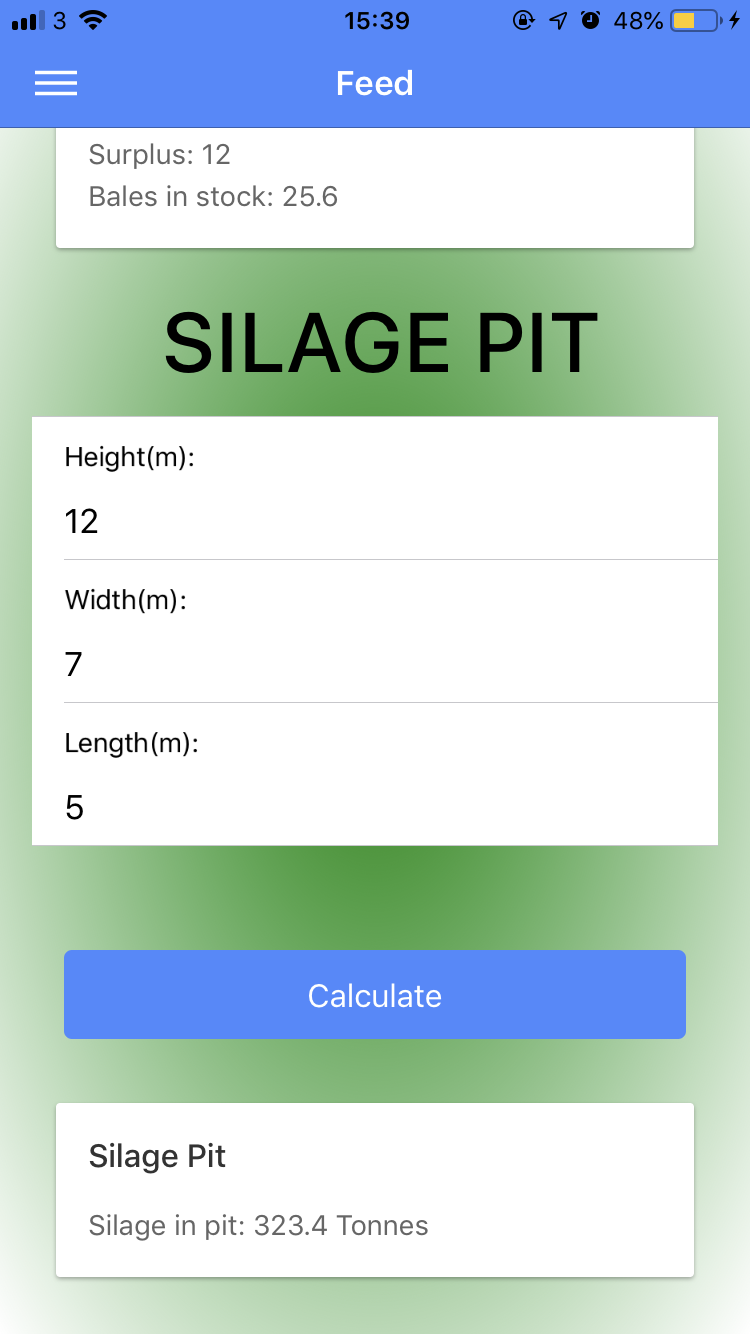 3 15:39 48%
Feed
Surplus: 12
Bales in stock: 25.6
SILAGE PIT
Height(m):
12
Width(m):
7
Length(m):
5
Calculate
Silage Pit
Silage in pit: 323.4 Tonnes